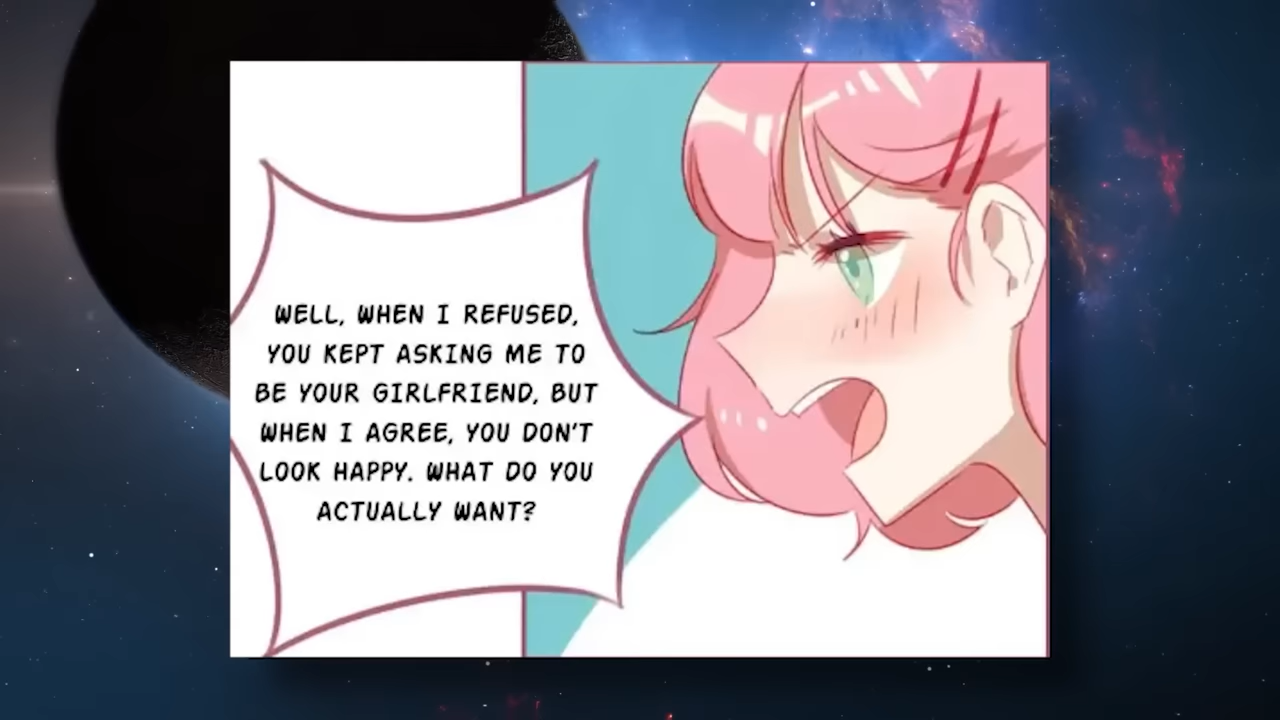 WELL, WHEN I REFUSED,
YOU KEPT ASKING ME TO
BE YOUR GIRLFRIEND, BUT
WHEN I AGREE, YOU DON'T
LOOK HAPPY. WHAT DO YOU
ACTUALLY WANT?